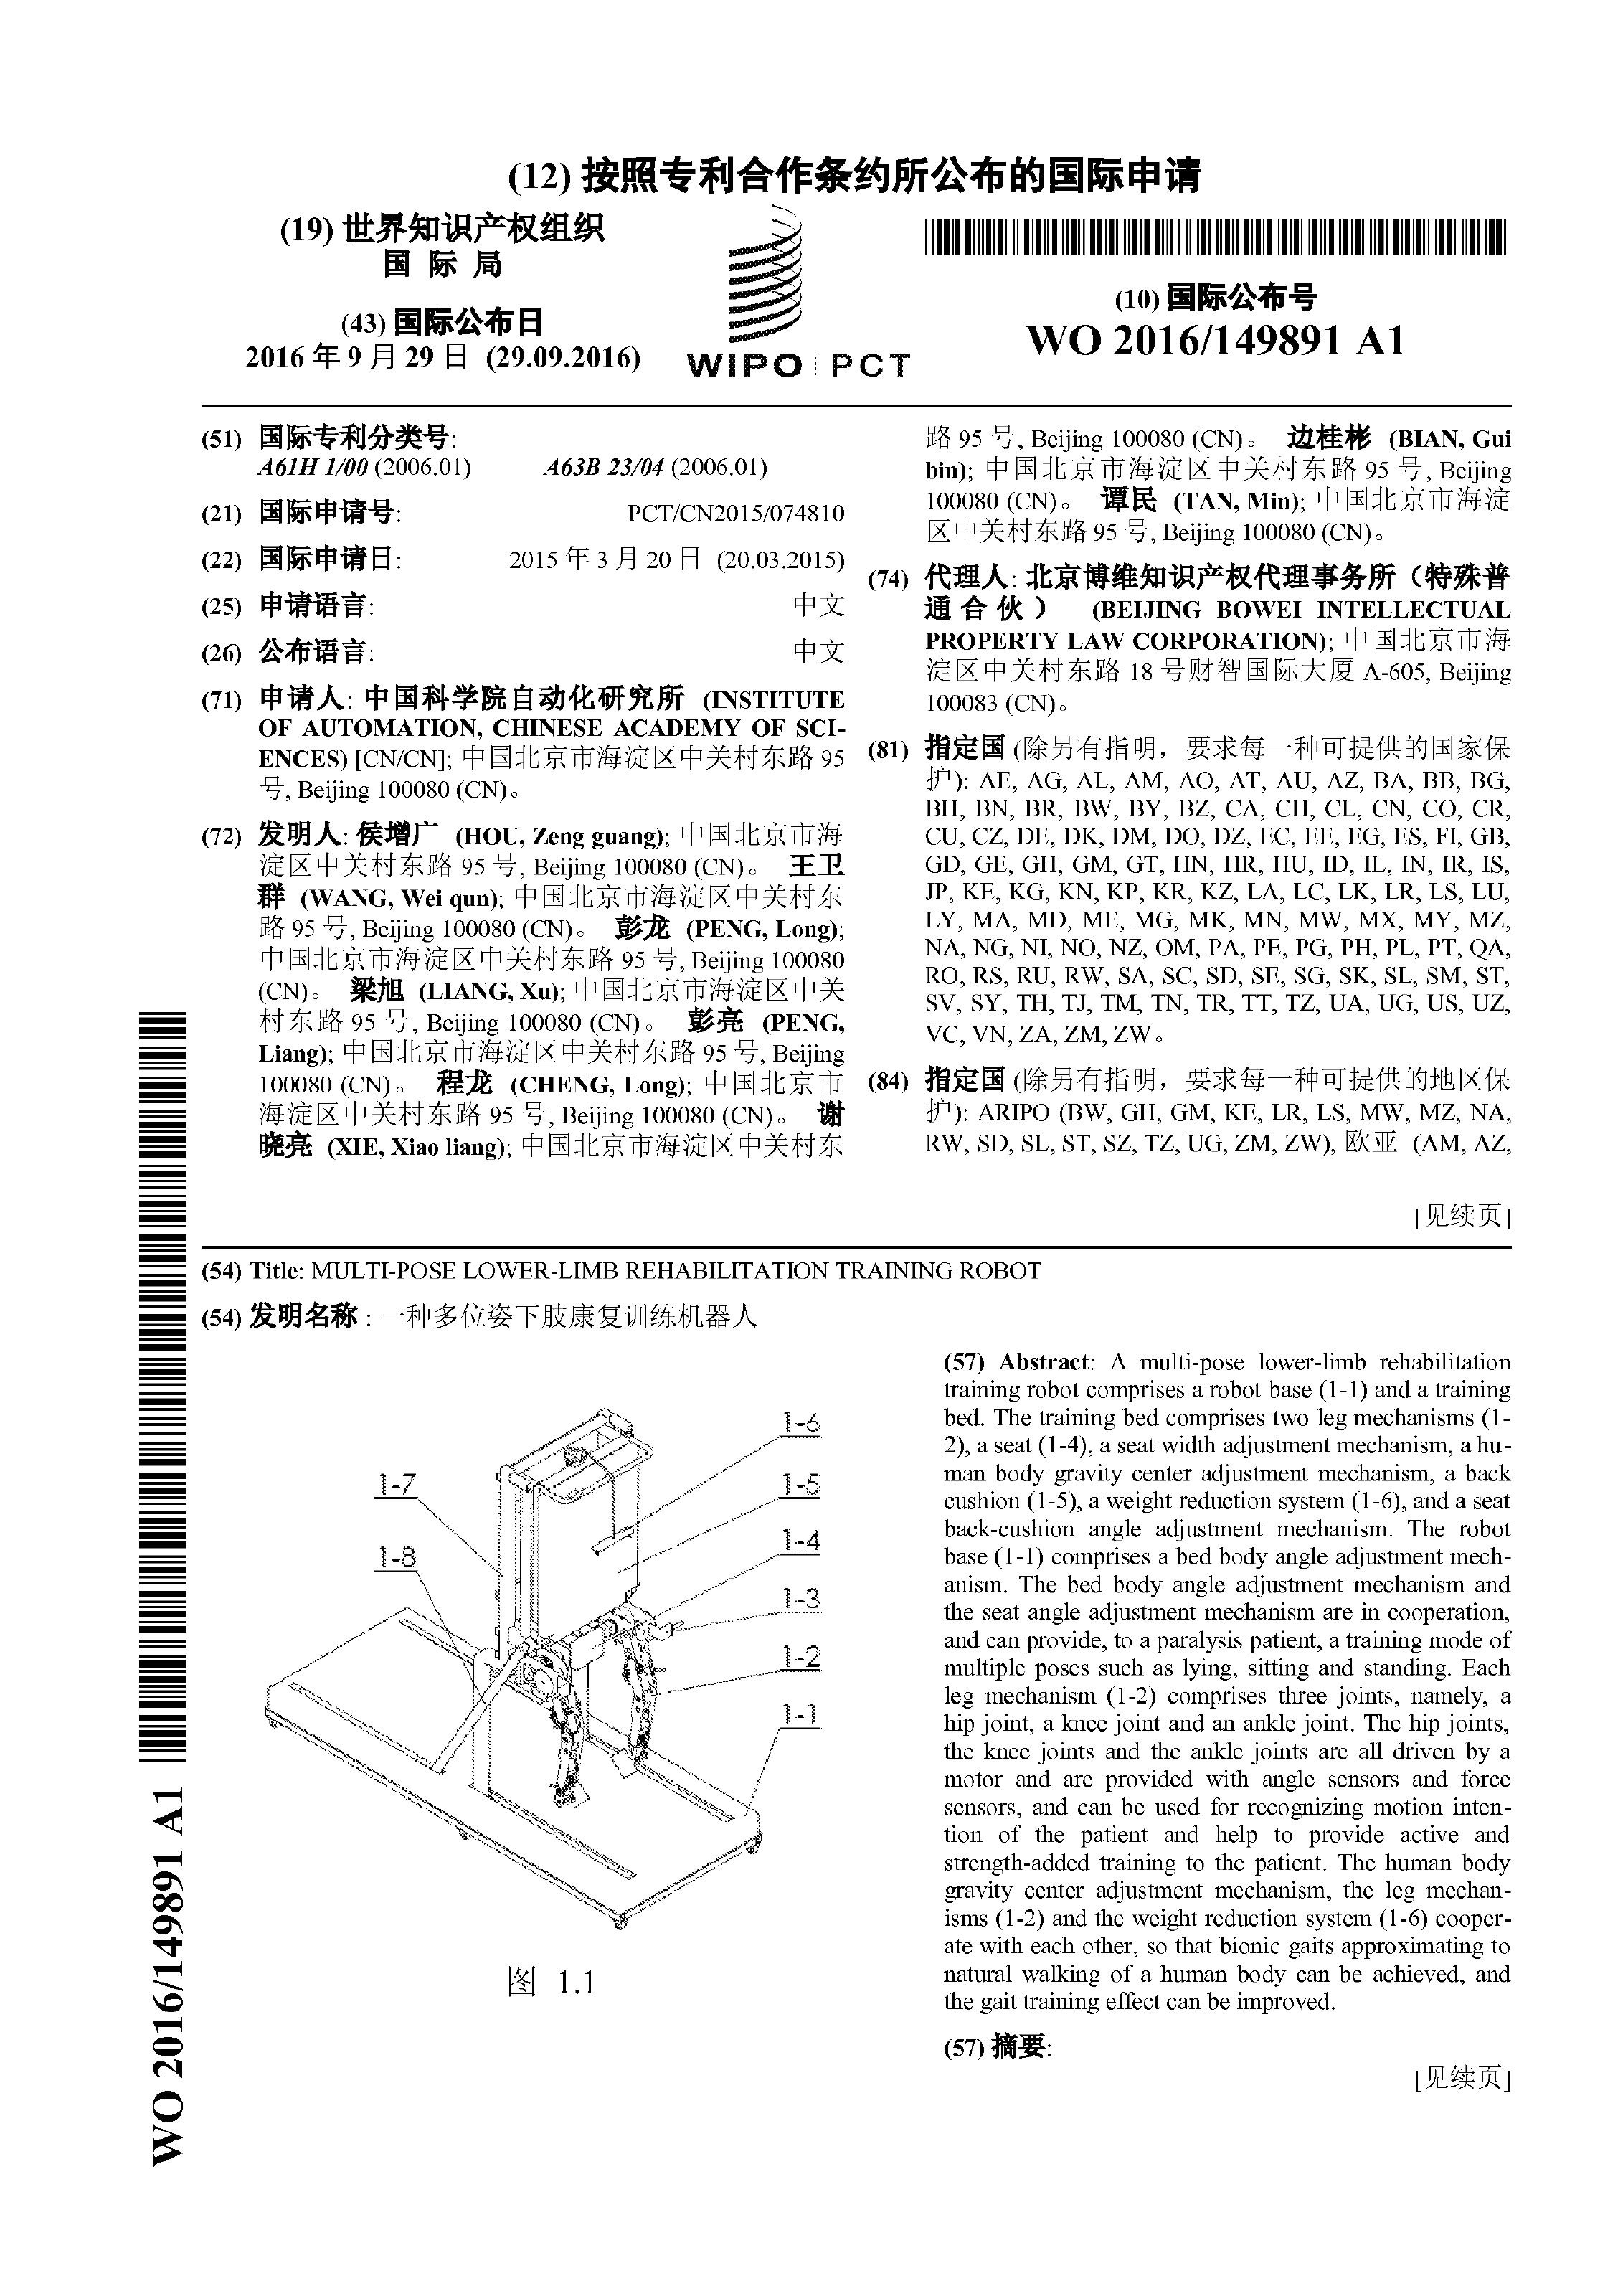 (12) 按照专利合作条约所公布的国际申请
(19) 世界知识产权组织
国 际 局
(43) 国际公布日
2016 年 9 月 29 日 (29.09.2016)
WIPO | PCT
(10) 国际公布号
WO 2016/149891 A1
(51) 国际专利分类号:
A61H 1/00 (2006.01) A63B 23/04 (2006.01)
(21) 国际申请号: PCT/CN2015/074810
(22) 国际申请日: 2015 年 3 月 20 日 (20.03.2015)
(25) 申请语言: 中文
(26) 公布语言: 中文
(71) 申请人: 中国科学院自动化研究所 (INSTITUTE
OF AUTOMATION, CHINESE ACADEMY OF SCI-
ENCES) [CN/CN]; 中国北京市海淀区中关村东路 95
号, Beijing 100080 (CN)。
(72) 发明人: 侯增广 (HOU, Zeng guang); 中国北京市海
淀区中关村东路 95 号, Beijing 100080 (CN)。 王卫
群 (WANG, Wei qun); 中国北京市海淀区中关村东
路 95 号, Beijing 100080 (CN)。 彭龙 (PENG, Long);
中国北京市海淀区中关村东路 95 号, Beijing 100080
(CN)。 梁旭 (LIANG, Xu); 中国北京市海淀区中关
村东路 95 号, Beijing 100080 (CN)。 彭亮 (PENG,
Liang); 中国北京市海淀区中关村东路 95 号, Beijing
100080 (CN)。 程龙 (CHENG, Long); 中国北京市
海淀区中关村东路 95 号, Beijing 100080 (CN)。 谢
晓亮 (XIE, Xiao liang); 中国北京市海淀区中关村东
路 95 号, Beijing 100080 (CN)。 边桂彬 (BIAN, Gui
bin); 中国北京市海淀区中关村东路 95 号, Beijing
100080 (CN)。 谭民 (TAN, Min); 中国北京市海淀
区中关村东路 95 号, Beijing 100080 (CN)。
(74) 代理人: 北京博维知识产权代理事务所（特殊普
通合伙） (BEIJING BOWEI INTELLECTUAL
PROPERTY LAW CORPORATION); 中国北京市海
淀区中关村东路 18 号财智国际大厦 A-605, Beijing
100083 (CN)。
(81) 指定国 (除另有指明，要求每一种可提供的国家保
护): AE, AG, AL, AM, AO, AT, AU, AZ, BA, BB, BG,
BH, BN, BR, BW, BY, BZ, CA, CH, CL, CN, CO, CR,
CU, CZ, DE, DK, DM, DO, DZ, EC, EE, EG, ES, FI, GB,
GD, GE, GH, GM, GT, HN, HR, HU, ID, IL, IN, IR, IS,
JP, KE, KG, KN, KP, KR, KZ, LA, LC, LK, LR, LS, LU,
LY, MA, MD, ME, MG, MK, MN, MW, MX, MY, MZ,
NA, NG, NI, NO, NZ, OM, PA, PE, PG, PH, PL, PT, QA,
RO, RS, RU, RW, SA, SC, SD, SE, SG, SK, SL, SM, ST,
SV, SY, TH, TJ, TM, TN, TR, TT, TZ, UA, UG, US, UZ,
VC, VN, ZA, ZM, ZW。
(84) 指定国 (除另有指明，要求每一种可提供的地区保
护): ARIPO (BW, GH, GM, KE, LR, LS, MW, MZ, NA,
RW, SD, SL, ST, SZ, TZ, UG, ZM, ZW), 欧亚 (AM, AZ,
[见续页]
(54) Title: MULTI-POSE LOWER-LIMB REHABILITATION TRAINING ROBOT
(54) 发明名称 : 一种多位姿下肢康复训练机器人
1-6
1-7
1-5
1-4
1-8
1-3
1-2
1-1
图 1.1
(57) Abstract: A multi-pose lower-limb rehabilitation
training robot comprises a robot base (1-1) and a training
bed. The training bed comprises two leg mechanisms (1-
2), a seat (1-4), a seat width adjustment mechanism, a hu-
man body gravity center adjustment mechanism, a back
cushion (1-5), a weight reduction system (1-6), and a seat
back-cushion angle adjustment mechanism. The robot
base (1-1) comprises a bed body angle adjustment mech-
anism. The bed body angle adjustment mechanism and
the seat angle adjustment mechanism are in cooperation,
and can provide, to a paralysis patient, a training mode of
multiple poses such as lying, sitting and standing. Each
leg mechanism (1-2) comprises three joints, namely, a
hip joint, a knee joint and an ankle joint. The hip joints,
the knee joints and the ankle joints are all driven by a
motor and are provided with angle sensors and force
sensors, and can be used for recognizing motion inten-
tion of the patient and help to provide active and
strength-added training to the patient. The human body
gravity center adjustment mechanism, the leg mechan-
isms (1-2) and the weight reduction system (1-6) cooper-
ate with each other, so that bionic gaits approximating to
natural walking of a human body can be achieved, and
the gait training effect can be improved.
(57) 摘要:
[见续页]
WO 2016/149891 A1